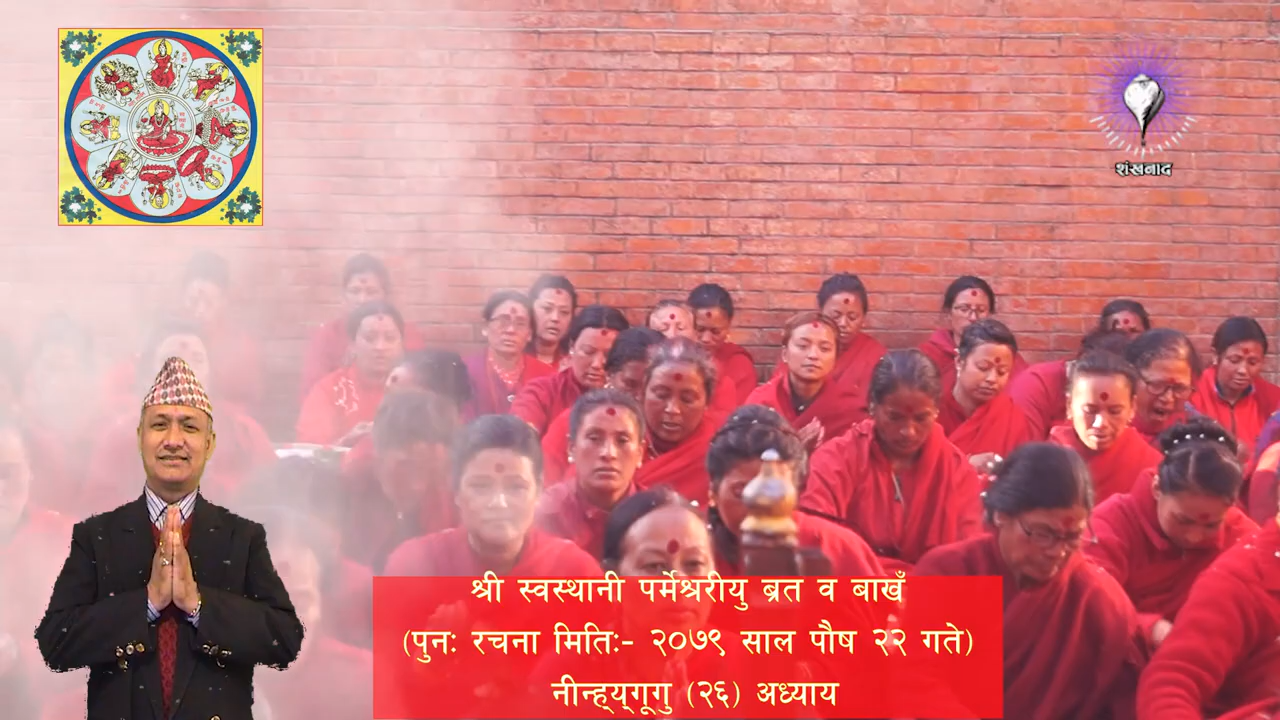 शंखनाद
श्री स्वस्थानी पर्मेश्वरीयु ब्रत व बाखँ
(पुनः रचना मितिः- २०७९ साल पौष २२ गते)
नीन्ह्य्गूगु (२६) अध्याय